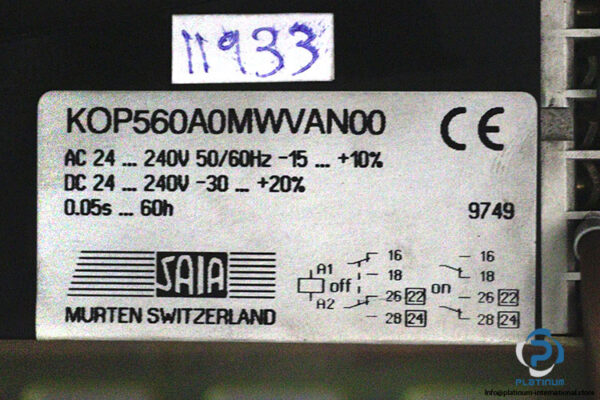 11933
KOP560A0MWVAN00
CE
AC 24 ... 240V 50/60Hz -15 ... +10%
DC 24 ... 240V -30 ... +20%
0.05s ... 60h
9749
SAIA
MURTEN SWITZERLAND
A1
A2
off
16
18
26 22
28 24
on
16
18
26 22
28 24
PLATINUM
info@platinum-international.com